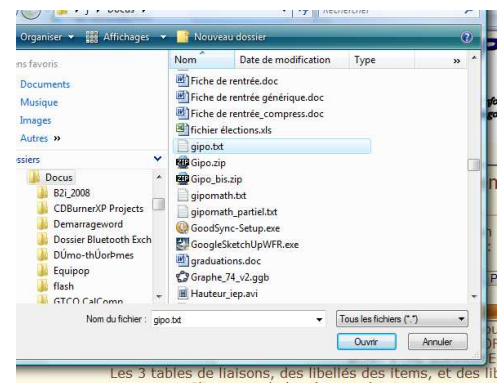 Organiser Affichages Nouveau dossier
Nom Date de modification Type »
ns favoris
Documents
Musique
Images
Autres »
ssiers
Docus
B2i_2008
CDBurnerXP Projects
Demarrageword
Dossier Bluetooth Exch
DÚmo-thÚorÞmes
Equipop
flash
GTCO CalComp
Fiche de rentrée.doc
Fiche de rentrée générique.doc
Fiche de rentrée_compress.doc
fichier élections.xls
gipo.txt
Gipo.zip
Gipo_bis.zip
gipomath.txt
gipomath_partiel.txt
GoodSync-Setup.exe
GoogleSketchUpWFR.exe
graduations.doc
Graphe_74_v2.ggb
Hauteur_iep.avi
Nom du fichier : gipo.txt
Tous les fichiers (*.*)
Ouvrir Annuler
Les 3 tables de liaisons, des libellés des items, et des lib